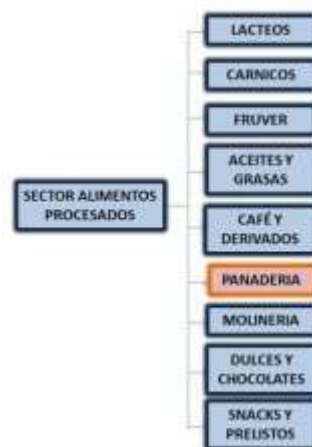 LACTEOS
CARNICOS
FRUVER
ACEITES Y
GRASAS
SECTOR ALIMENTOS
PROCESADOS
CAFÉ Y
DERIVADOS
PANADERIA
MOLINERIA
DULCES Y
CHOCOLATES
SNACKS Y
PRELISTOS